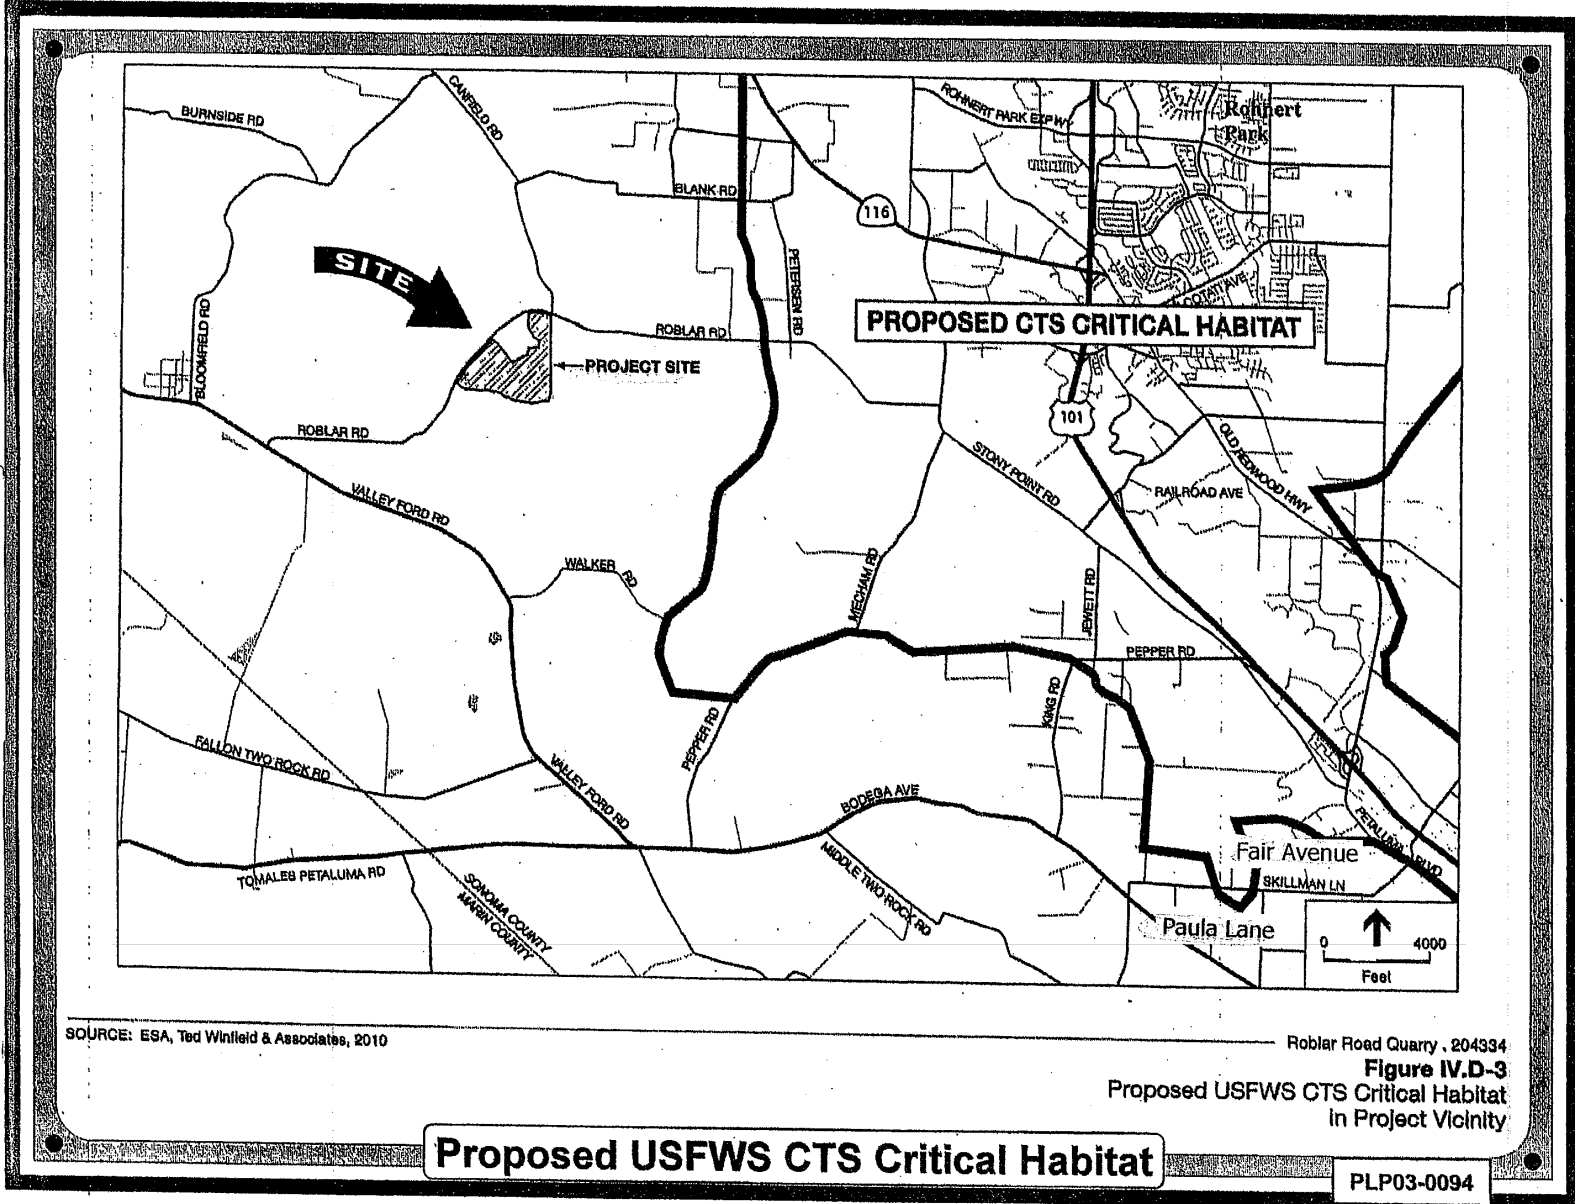 BURNSIDE RD
CANFIELD RD
ROHNERT PARK EXPWY
Rohnert
Park
BLANK RD
116
SITE
PETERSEN RD
COTATI AVE
BLOOMFIELD RD
ROBLAR RD
PROPOSED CTS CRITICAL HABITAT
PROJECT SITE
101
ROBLAR RD
OLD REDWOOD HWY
STONY POINT RD
VALLEY FORD RD
RAILROAD AVE
WALKER RD
MECHAM RD
JEWETT RD
PEPPER RD
KING RD
PEPPER RD
FALLON TWO ROCK RD
VALLEY FORD RD
BODEGA AVE
PETALUMA BLVD
Fair Avenue
TOMALES PETALUMA RD
MIDDLE TWO ROCK RD
SKILLMAN LN
SONOMA COUNTY
MARIN COUNTY
Paula Lane
0 4000
Feet
SOURCE: ESA, Ted Winfield & Associates, 2010
Roblar Road Quarry . 204334
Figure IV.D-3
Proposed USFWS CTS Critical Habitat
in Project Vicinity
Proposed USFWS CTS Critical Habitat
PLP03-0094